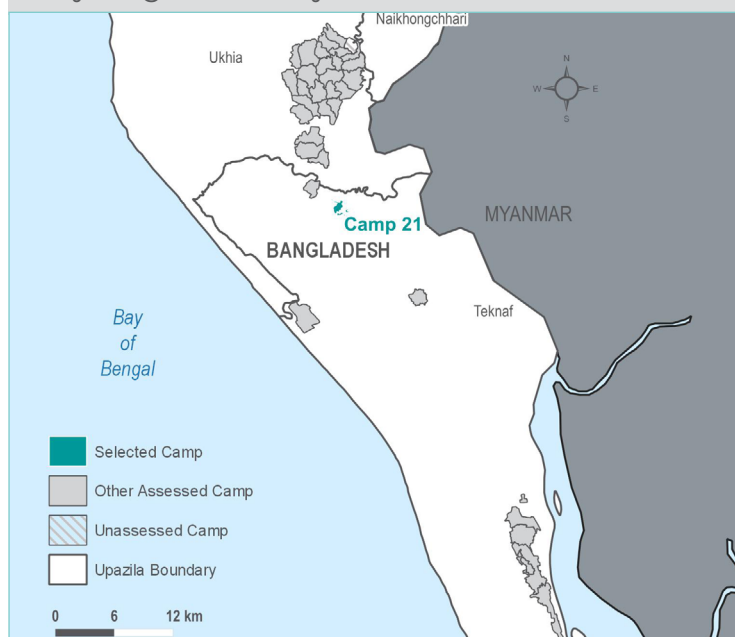 Naikhongchhari
Ukhia
N
W
E
S
MYANMAR
Camp 21
BANGLADESH
Teknaf
Bay
of
Bengal
Selected Camp
Other Assessed Camp
Unassessed Camp
Upazila Boundary
0 6 12 km